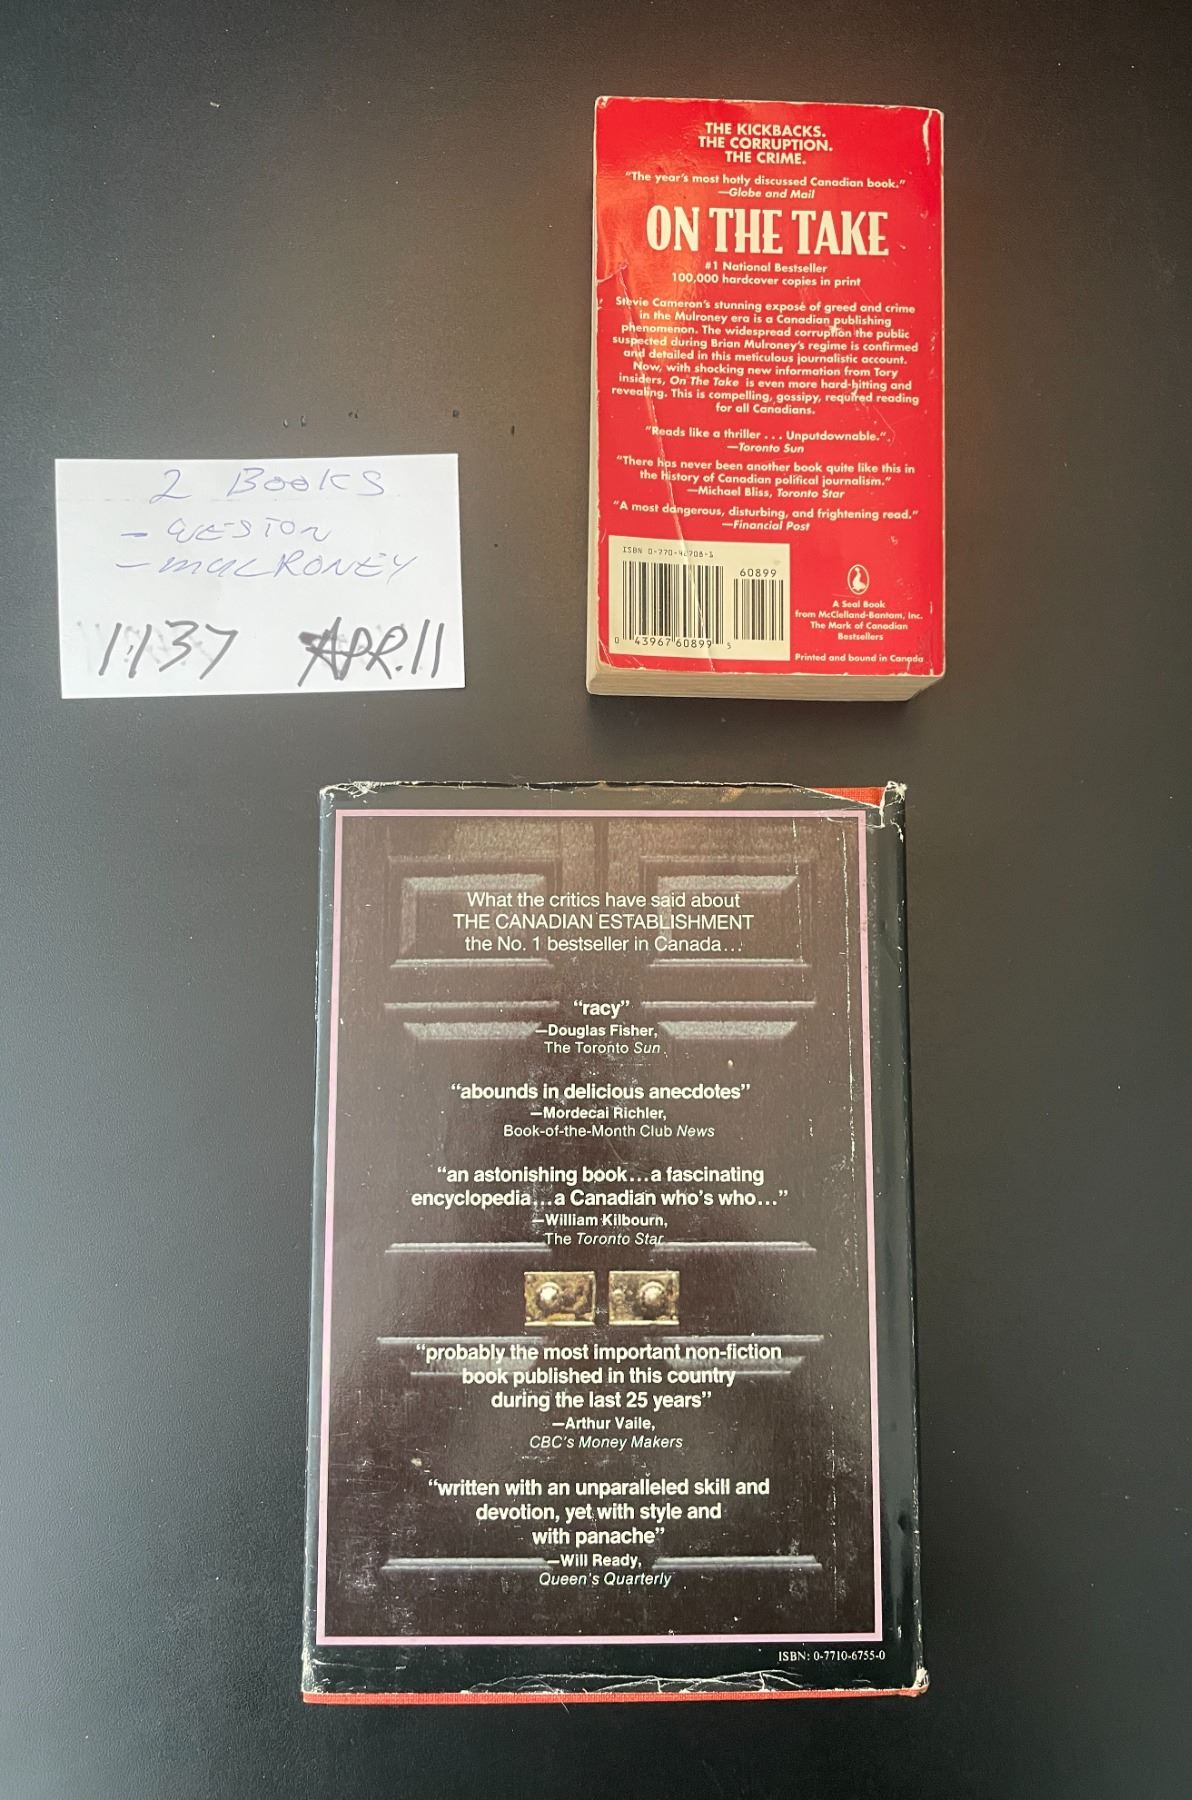 THE KICKBACKS.
THE CORRUPTION.
THE CRIME.
"The year's most hotly discussed Canadian book."
—Globe and Mail
ON THE TAKE
#1 National Bestseller
100,000 hardcover copies in print
Stevie Cameron's stunning exposé of greed and crime
in the Mulroney era is a Canadian publishing
phenomenon. The widespread corruption the public
suspected during Brian Mulroney's regime is confirmed
and detailed in this meticulous journalistic account.
Now, with shocking new information from Tory
insiders, On The Take is even more hard-hitting and
revealing. This is compelling, gossipy, required reading
for all Canadians.
"Reads like a thriller . . . Unputdownable."
—Toronto Sun
"There has never been another book quite like this in
the history of Canadian political journalism."
—Michael Bliss, Toronto Star
"A most dangerous, disturbing, and frightening read."
—Financial Post
ISBN
60899
0 43967 60899 5
A Seal Book
from McClelland-Bantam, Inc.
The Mark of Canadian
Bestsellers
Printed and bound in Canada
2 BOOKS
- WESTON
- MULRONEY
1137 APR.11
What the critics have said about
THE CANADIAN ESTABLISHMENT
the No. 1 bestseller in Canada...
"racy"
—Douglas Fisher,
The Toronto Sun
"abounds in delicious anecdotes"
—Mordecai Richler,
Book-of-the-Month Club News
"an astonishing book...a fascinating
encyclopedia...a Canadian who's who..."
—William Kilbourn,
The Toronto Star
"probably the most important non-fiction
book published in this country
during the last 25 years"
—Arthur Vaile,
CBC's Money Makers
"written with an unparalleled skill and
devotion, yet with style and
with panache"
—Will Ready,
Queen's Quarterly
ISBN: 0-7710-6755-0